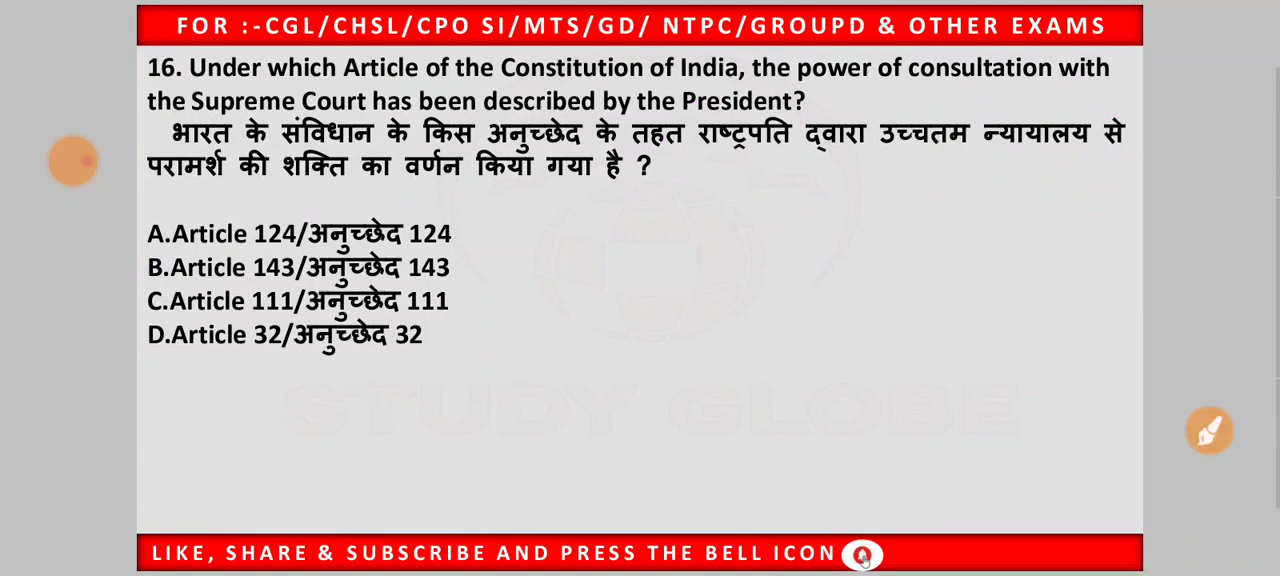 FOR :-CGL/CHSL/CPO SI/MTS/GD/ NTPC/GROUPD & OTHER EXAMS
16. Under which Article of the Constitution of India, the power of consultation with
the Supreme Court has been described by the President?
भारत के संविधान के किस अनुच्छेद के तहत राष्ट्रपति द्वारा उच्चतम न्यायालय से
परामर्श की शक्ति का वर्णन किया गया है ?
A.Article 124/अनुच्छेद 124
B.Article 143/अनुच्छेद 143
C.Article 111/अनुच्छेद 111
D.Article 32/अनुच्छेद 32
STUDY GLOBE
LIKE, SHARE & SUBSCRIBE AND PRESS THE BELL ICON